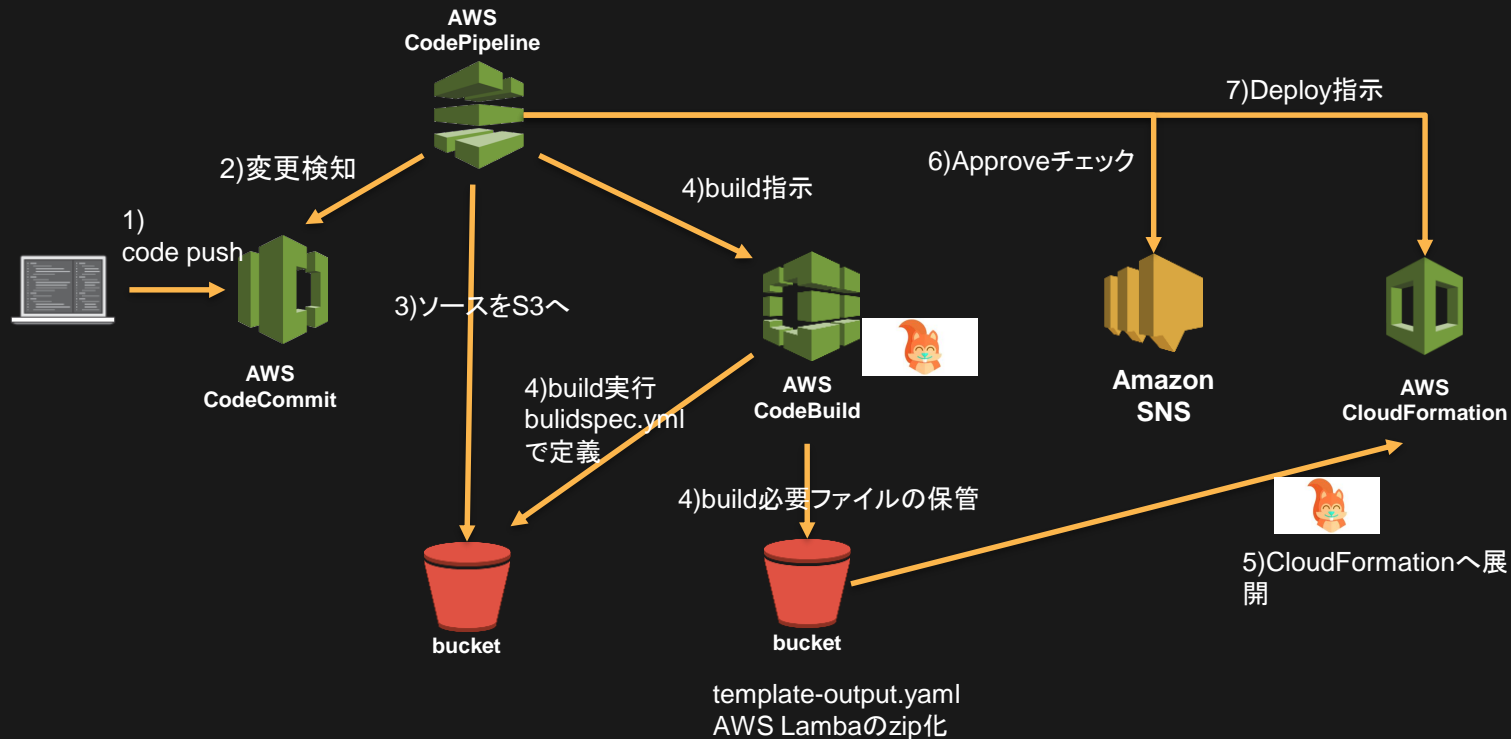 AWS
CodePipeline
7)Deploy指示
2)変更検知
6)Approveチェック
4)build指示
1)
code push
3)ソースをS3へ
AWS
CodeCommit
4)build実行
bulidspec.yml
で定義
AWS
CodeBuild
Amazon
SNS
AWS
CloudFormation
4)build必要ファイルの保管
5)CloudFormationへ展
開
bucket
bucket
template-output.yaml
AWS Lambaのzip化